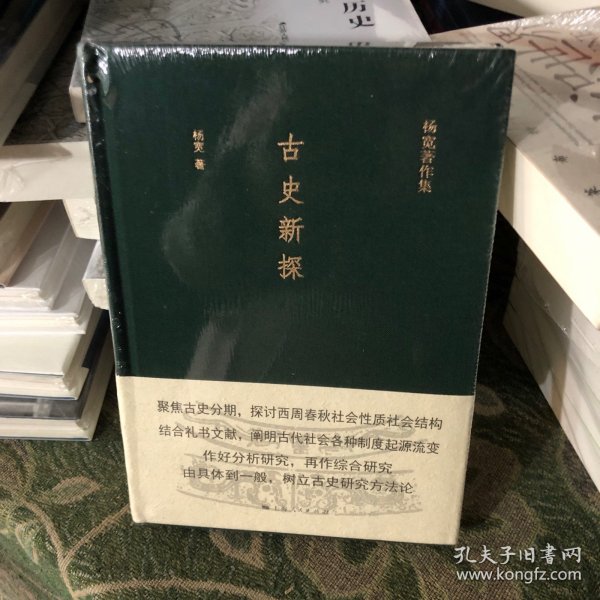 历史
杨宽著作集
古史新探
杨宽 著
聚焦古史分期，探讨西周春秋社会性质社会结构
结合礼书文献，阐明古代社会各种制度起源流变
作好分析研究，再作综合研究
由具体到一般，树立古史研究方法论
孔夫子旧書网
www.kongfz.com